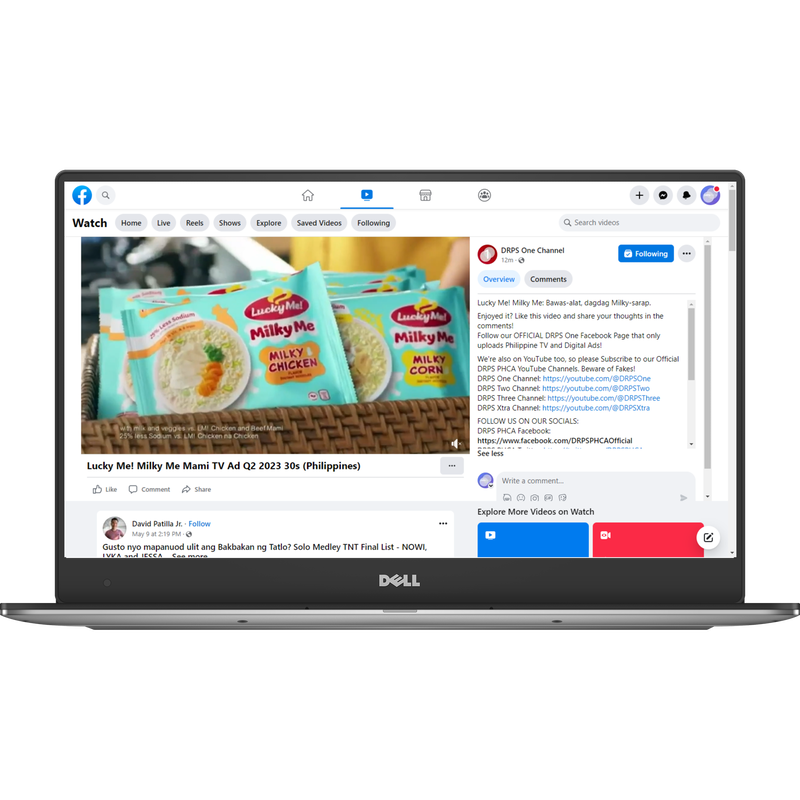 Watch
Home
Live
Reels
Shows
Explore
Saved Videos
Following
Search videos
25% Less Sodium
Lucky Me!
Milky Me
MILKY
CHICKEN
Lucky Me!
Milky Me
MILKY
CORN
with milk and veggies vs. LM! Chicken and Beef Mami
25% less Sodium vs. LM! Chicken na Chicken
Lucky Me! Milky Me Mami TV Ad Q2 2023 30s (Philippines)
Like
Comment
Share
David Patilla Jr. · Follow
May 9 at 2:19 PM ·
Gusto nyo mapanuod ulit ang Bakbakan ng Tatlo? Solo Medley TNT Final List - NOWI,
LYKA and JESSA... See more
DRPS One Channel
12m ·
Following
Overview
Comments
Lucky Me! Milky Me: Bawas-alat, dagdag Milky-sarap.
Enjoyed it? Like this video and share your thoughts in the
comments!
Follow our OFFICIAL DRPS One Facebook Page that only
uploads Philippine TV and Digital Ads!
We're also on YouTube too, so please Subscribe to our Official
DRPS PHCA YouTube Channels. Beware of Fakes!
DRPS One Channel: https://youtube.com/@DRPSOne
DRPS Two Channel: https://youtube.com/@DRPSTwo
DRPS Three Channel: https://youtube.com/@DRPSThree
DRPS Xtra Channel: https://youtube.com/@DRPSXtra
FOLLOW US ON OUR SOCIALS:
DRPS PHCA Facebook:
https://www.facebook.com/DRPSPHCAOfficial
See less
Write a comment...
Explore More Videos on Watch
DELL